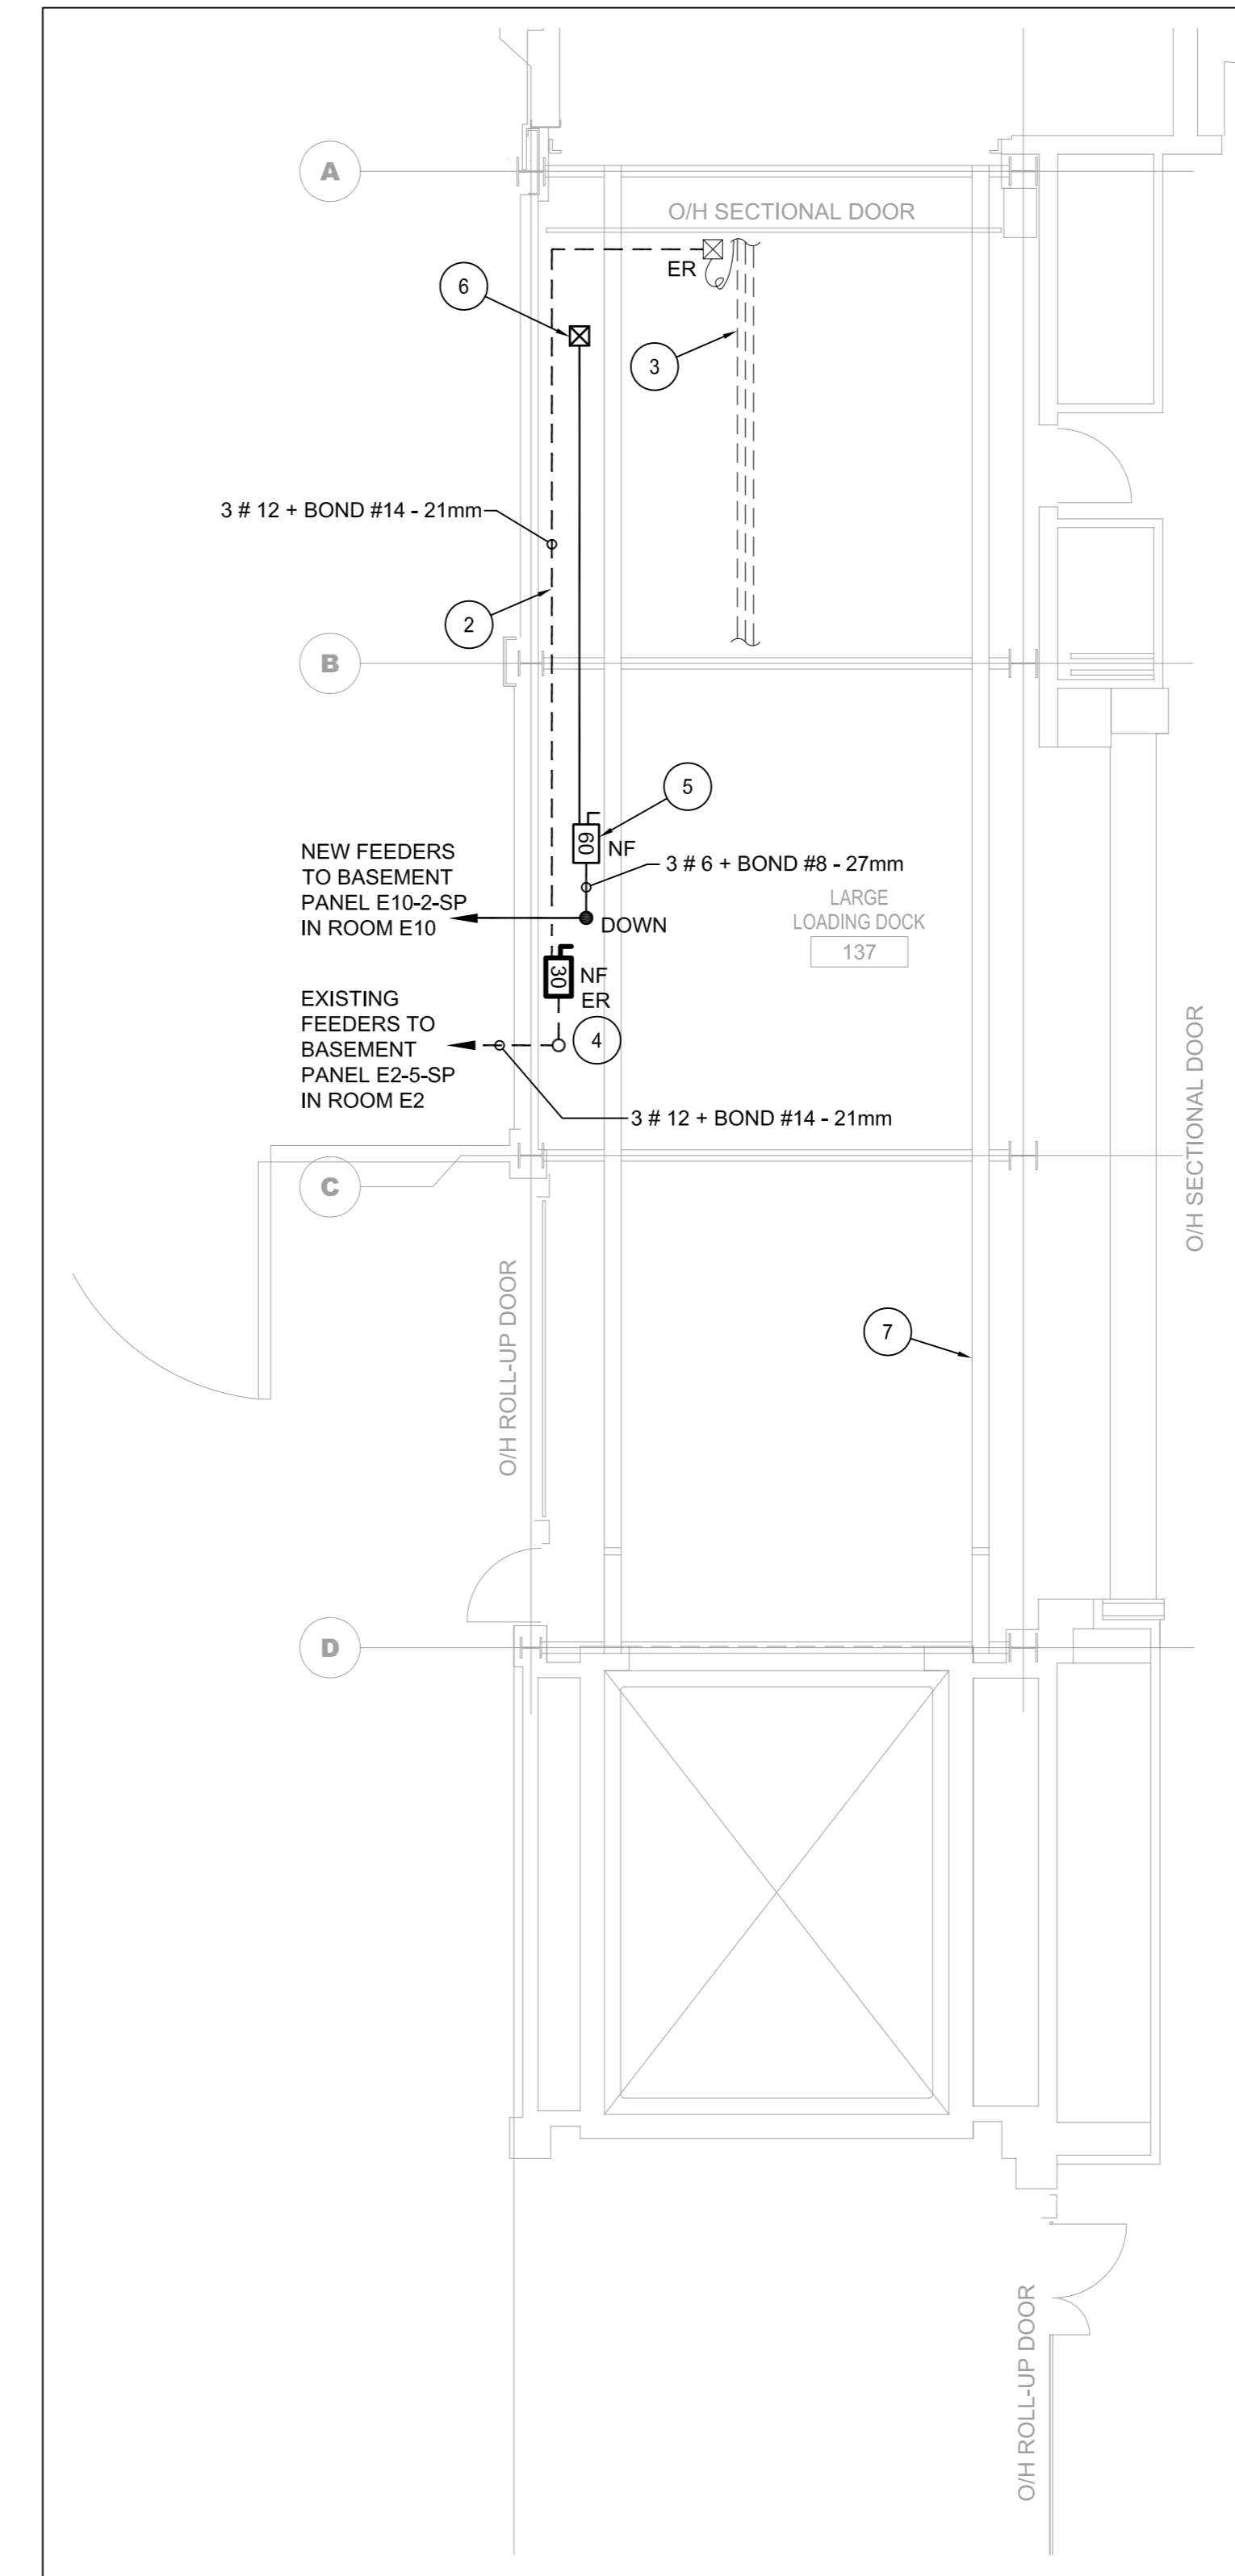 A
O/H SECTIONAL DOOR
ER
6
3
3 # 12 + BOND #14 - 21mm
2
B
5
60
NF
NEW FEEDERS
TO BASEMENT
PANEL E10-2-SP
IN ROOM E10
3 # 6 + BOND #8 - 27mm
DOWN
LARGE
LOADING DOCK
137
30
NF
ER
EXISTING
FEEDERS TO
BASEMENT
PANEL E2-5-SP
IN ROOM E2
4
3 # 12 + BOND #14 - 21mm
O/H SECTIONAL DOOR
C
O/H ROLL-UP DOOR
7
D
O/H ROLL-UP DOOR